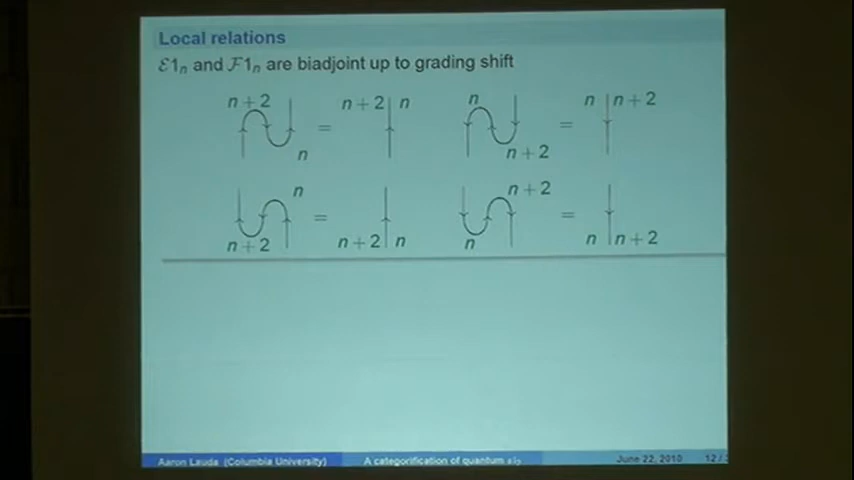 Local relations
ℰ1ₙ and ℱ1ₙ are biadjoint up to grading shift
n + 2 n = n + 2 n n n + 2 = n n + 2
n n + 2 = n + 2 n n + 2 n = n n + 2
Aaron Lauda (Columbia University) A categorification of quantum sl₂ June 22, 2010 12 /